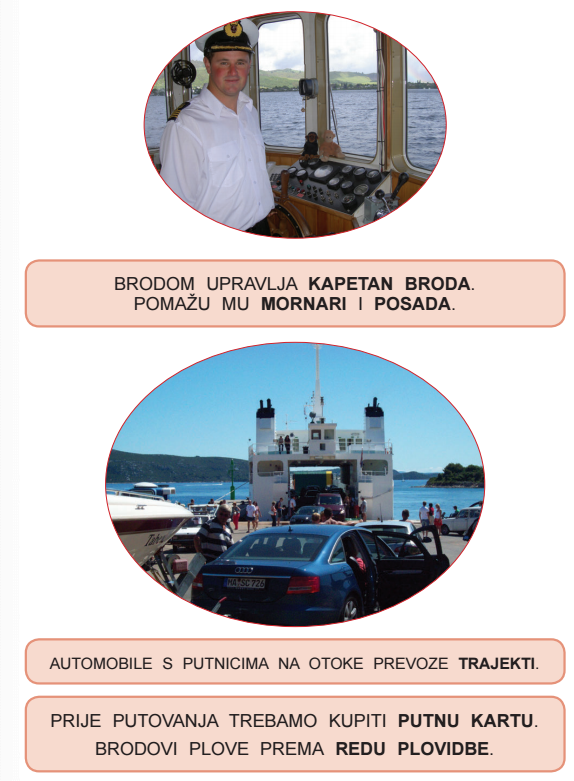 BRODOM UPRAVLJA KAPETAN BRODA.
POMAŽU MU MORNARI I POSADA.
AUTOMOBILE S PUTNICIMA NA OTOKE PREVOZE TRAJEKTI.
PRIJE PUTOVANJA TREBAMO KUPITI PUTNU KARTU.
BRODOVI PLOVE PREMA REDU PLOVIDBE.